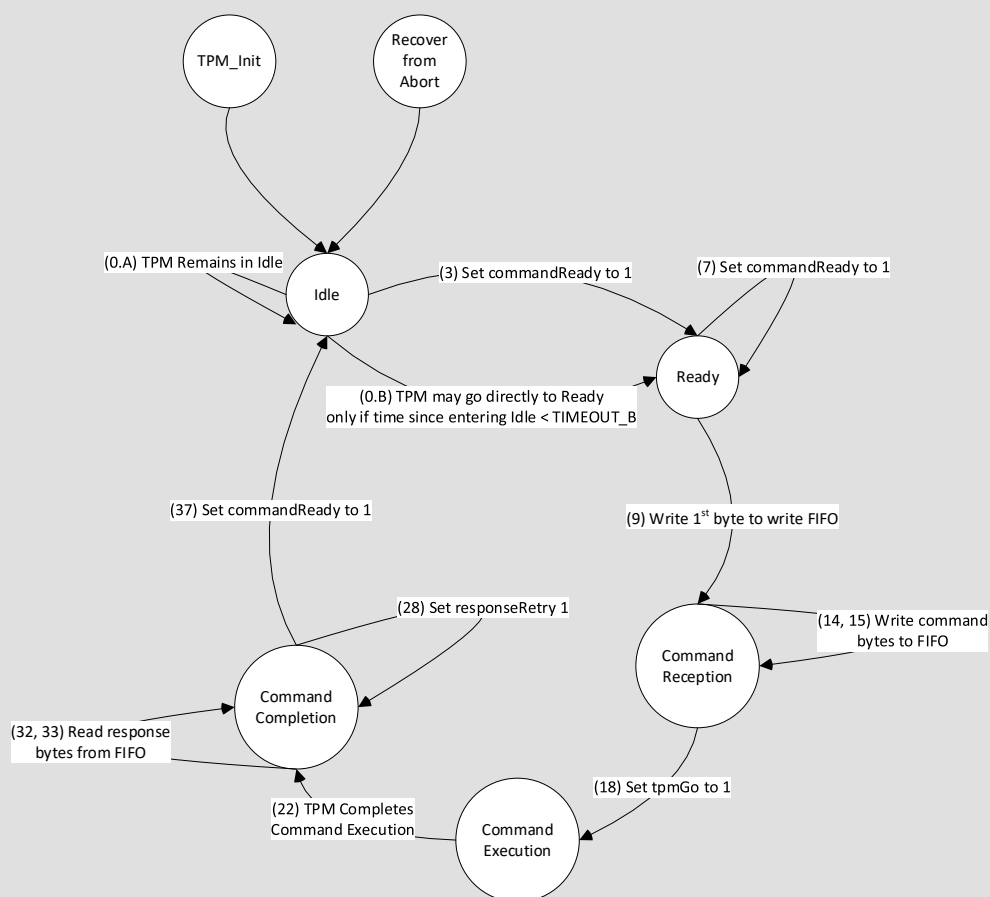 TPM_Init
Recover
from
Abort
(0.A) TPM Remains in Idle
Idle
(3) Set commandReady to 1
(7) Set commandReady to 1
Ready
(0.B) TPM may go directly to Ready
only if time since entering Idle < TIMEOUT_B
(37) Set commandReady to 1
(9) Write 1st byte to write FIFO
(28) Set responseRetry 1
(14, 15) Write command
bytes to FIFO
Command
Reception
Command
Completion
(32, 33) Read response
bytes from FIFO
(18) Set tpmGo to 1
(22) TPM Completes
Command Execution
Command
Execution